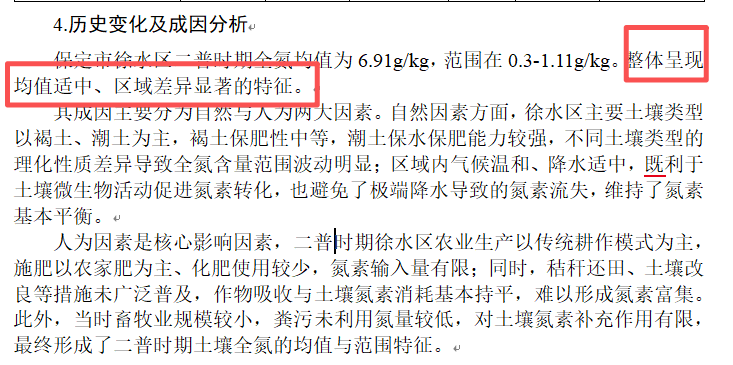 4.历史变化及成因分析
保定市徐水区二普时期全氮均值为 6.91g/kg，范围在 0.3-1.11g/kg。整体呈现
均值适中、区域差异显著的特征。
其成因主要分为自然与人为两大因素。自然因素方面，徐水区主要土壤类型
以褐土、潮土为主，褐土保肥性中等，潮土保水保肥能力较强，不同土壤类型的
理化性质差异导致全氮含量范围波动明显；区域内气候温和、降水适中，既利于
土壤微生物活动促进氮素转化，也避免了极端降水导致的氮素流失，维持了氮素
基本平衡。
人为因素是核心影响因素，二普时期徐水区农业生产以传统耕作模式为主，
施肥以农家肥为主、化肥使用较少，氮素输入量有限；同时，秸秆还田、土壤改
良等措施未广泛普及，作物吸收与土壤氮素消耗基本持平，难以形成氮素富集。
此外，当时畜牧业规模较小，粪污未利用氮量较低，对土壤氮素补充作用有限，
最终形成了二普时期土壤全氮的均值与范围特征。